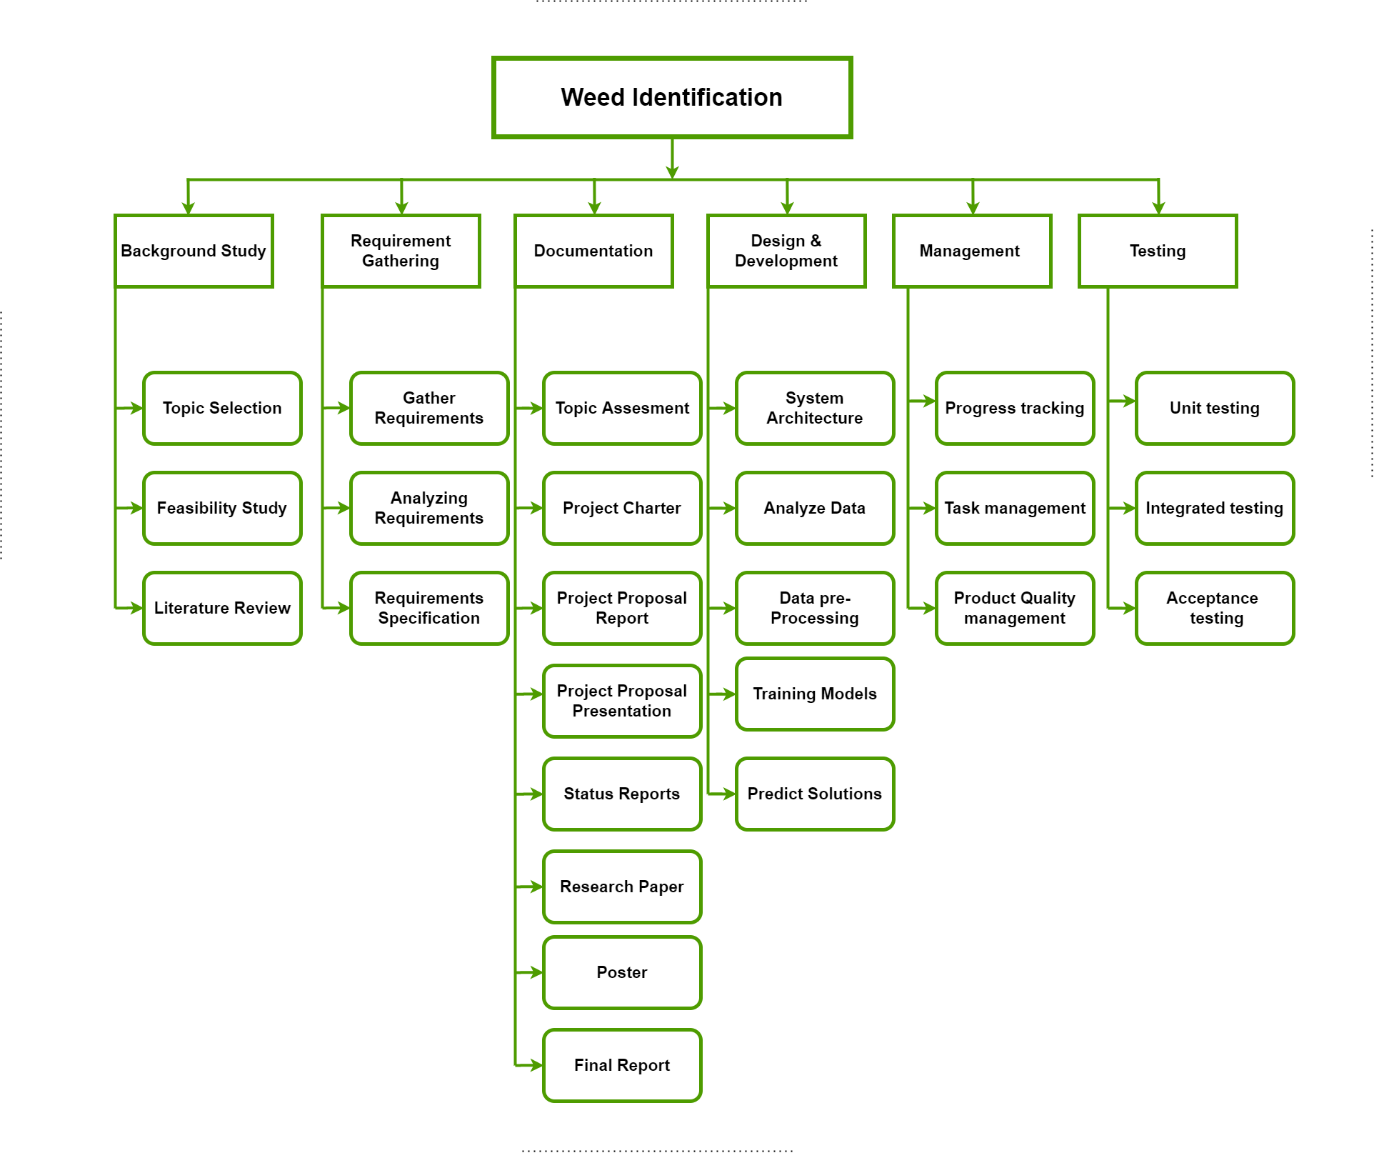 Weed Identification
Background Study
Requirement
Gathering
Documentation
Design &
Development
Management
Testing
Topic Selection
Feasibility Study
Literature Review
Gather
Requirements
Analyzing
Requirements
Requirements
Specification
Topic Assesment
Project Charter
Project Proposal
Report
Project Proposal
Presentation
Status Reports
Research Paper
Poster
Final Report
System
Architecture
Analyze Data
Data pre-
Processing
Training Models
Predict Solutions
Progress tracking
Task management
Product Quality
management
Unit testing
Integrated testing
Acceptance
testing